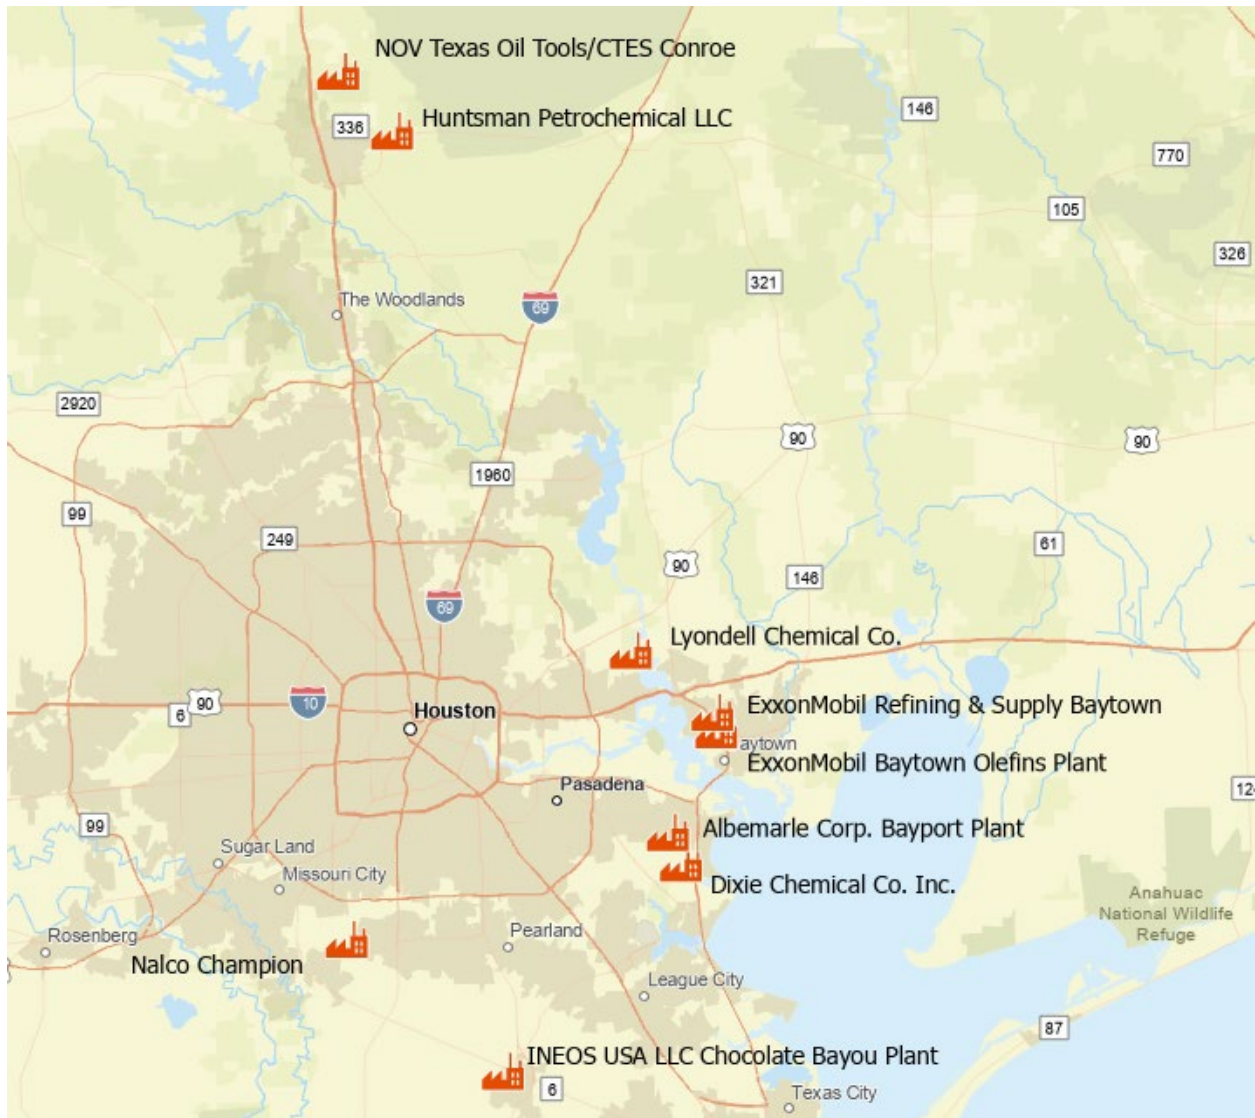 NOV Texas Oil Tools/CTES Conroe
146
336
Huntsman Petrochemical LLC
770
105
326
321
The Woodlands
69
2920
90
90
1960
99
249
61
90
146
69
Lyondell Chemical Co.
6
90
10
Houston
ExxonMobil Refining & Supply Baytown
aytown
ExxonMobil Baytown Olefins Plant
Pasadena
124
99
Albemarle Corp. Bayport Plant
Sugar Land
Missouri City
Dixie Chemical Co. Inc.
Anahuac
National Wildlife
Refuge
Rosenberg
Pearland
Nalco Champion
League City
87
INEOS USA LLC Chocolate Bayou Plant
6
Texas City